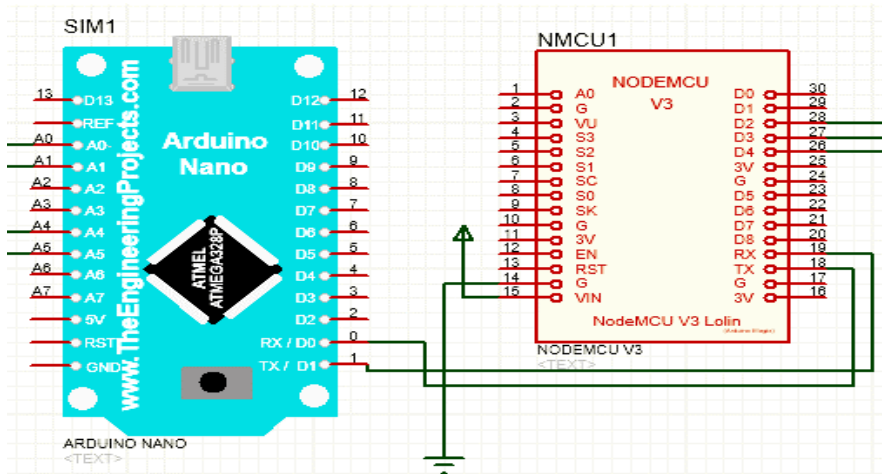 SIM1
www.TheEngineeringProjects.com
Arduino
Nano
ATMEL
ATMEGA328P
13 D13
REF
A0 A0
A1 A1
A2 A2
A3 A3
A4 A4
A5 A5
A6 A6
A7 A7
5V
RST
GND
D12 12
D11 11
D10 10
D9 9
D8 8
D7 7
D6 6
D5 5
D4 4
D3 3
D2 2
RX / D0 0
TX / D1 1
ARDUINO NANO
<TEXT>
NMCU1
NODEMCU
V3
1 A0
2 G
3 VU
4 S3
5 S2
6 S1
7 SC
8 S0
9 SK
10 G
11 3V
12 EN
13 RST
14 G
15 VIN
D0 30
D1 29
D2 28
D3 27
D4 26
3V 25
G 24
D5 23
D6 22
D7 21
D8 20
RX 19
TX 18
G 17
3V 16
NodeMCU V3 Lolin
NODEMCU V3
<TEXT>